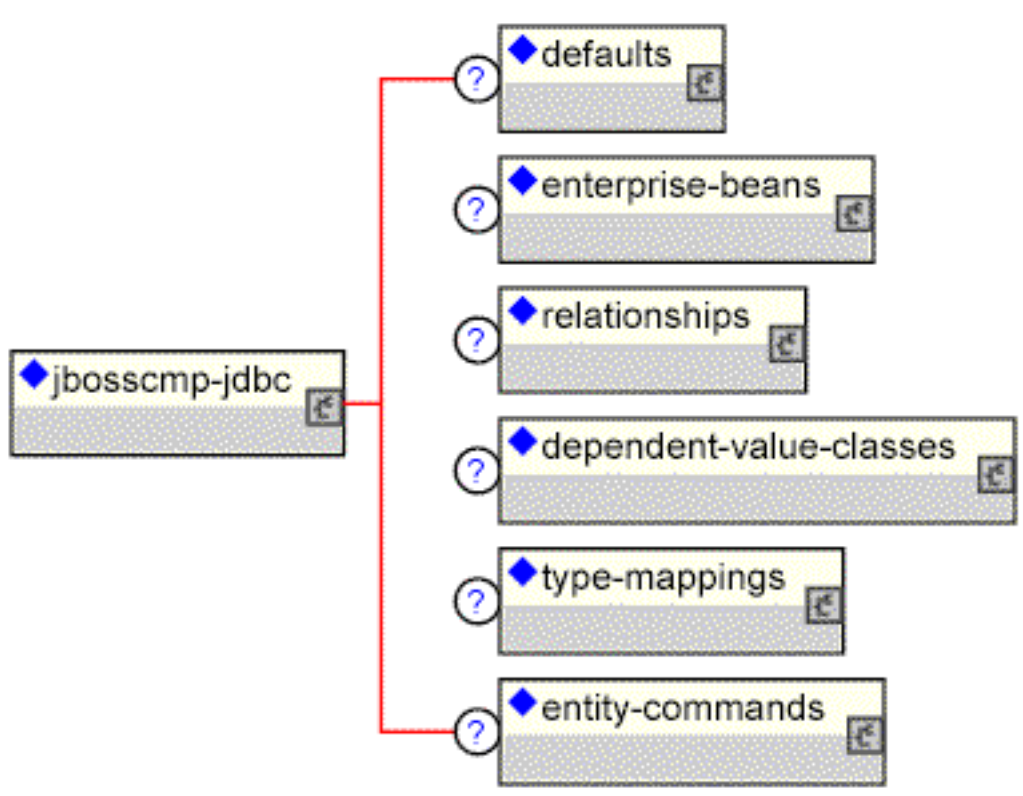 ? defaults
? enterprise-beans
? relationships
jbosscmp-jdbc
? dependent-value-classes
? type-mappings
? entity-commands